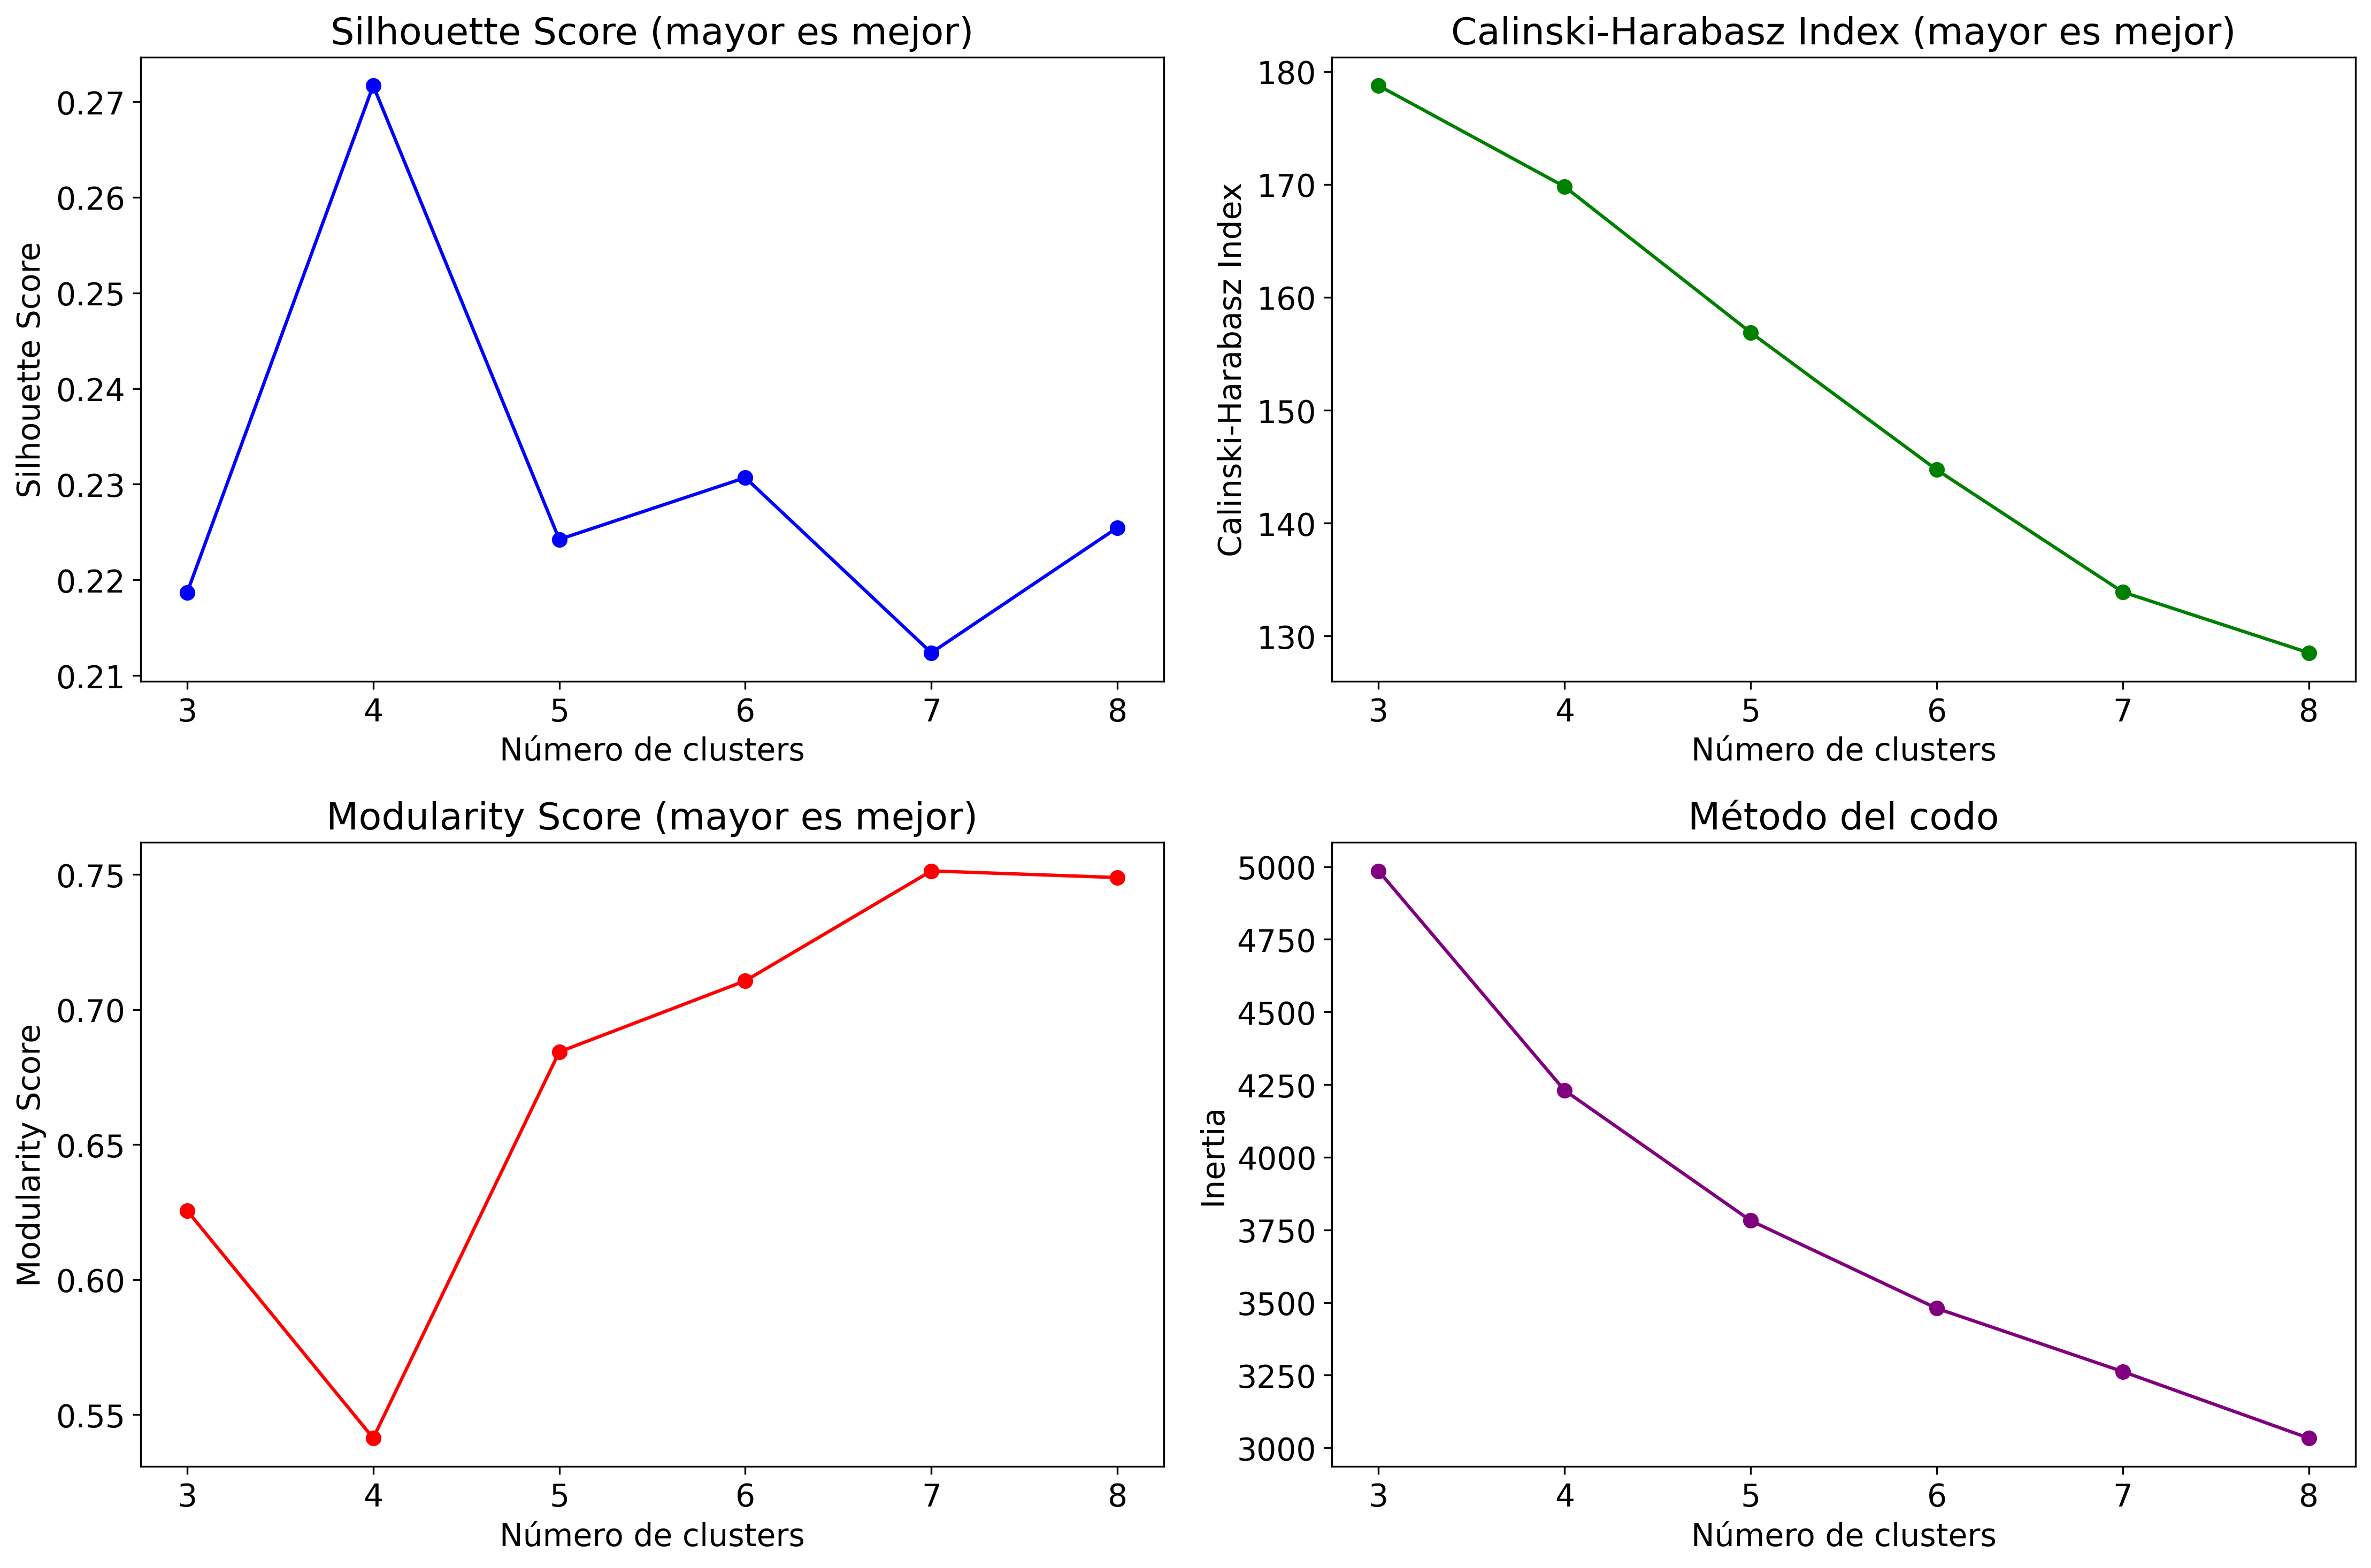 Silhouette Score (mayor es mejor)
Silhouette Score
0.27
0.26
0.25
0.24
0.23
0.22
0.21
3 4 5 6 7 8
Número de clusters
Calinski-Harabasz Index (mayor es mejor)
Calinski-Harabasz Index
180
170
160
150
140
130
3 4 5 6 7 8
Número de clusters
Modularity Score (mayor es mejor)
Modularity Score
0.75
0.70
0.65
0.60
0.55
3 4 5 6 7 8
Número de clusters
Método del codo
Inertia
5000
4750
4500
4250
4000
3750
3500
3250
3000
3 4 5 6 7 8
Número de clusters